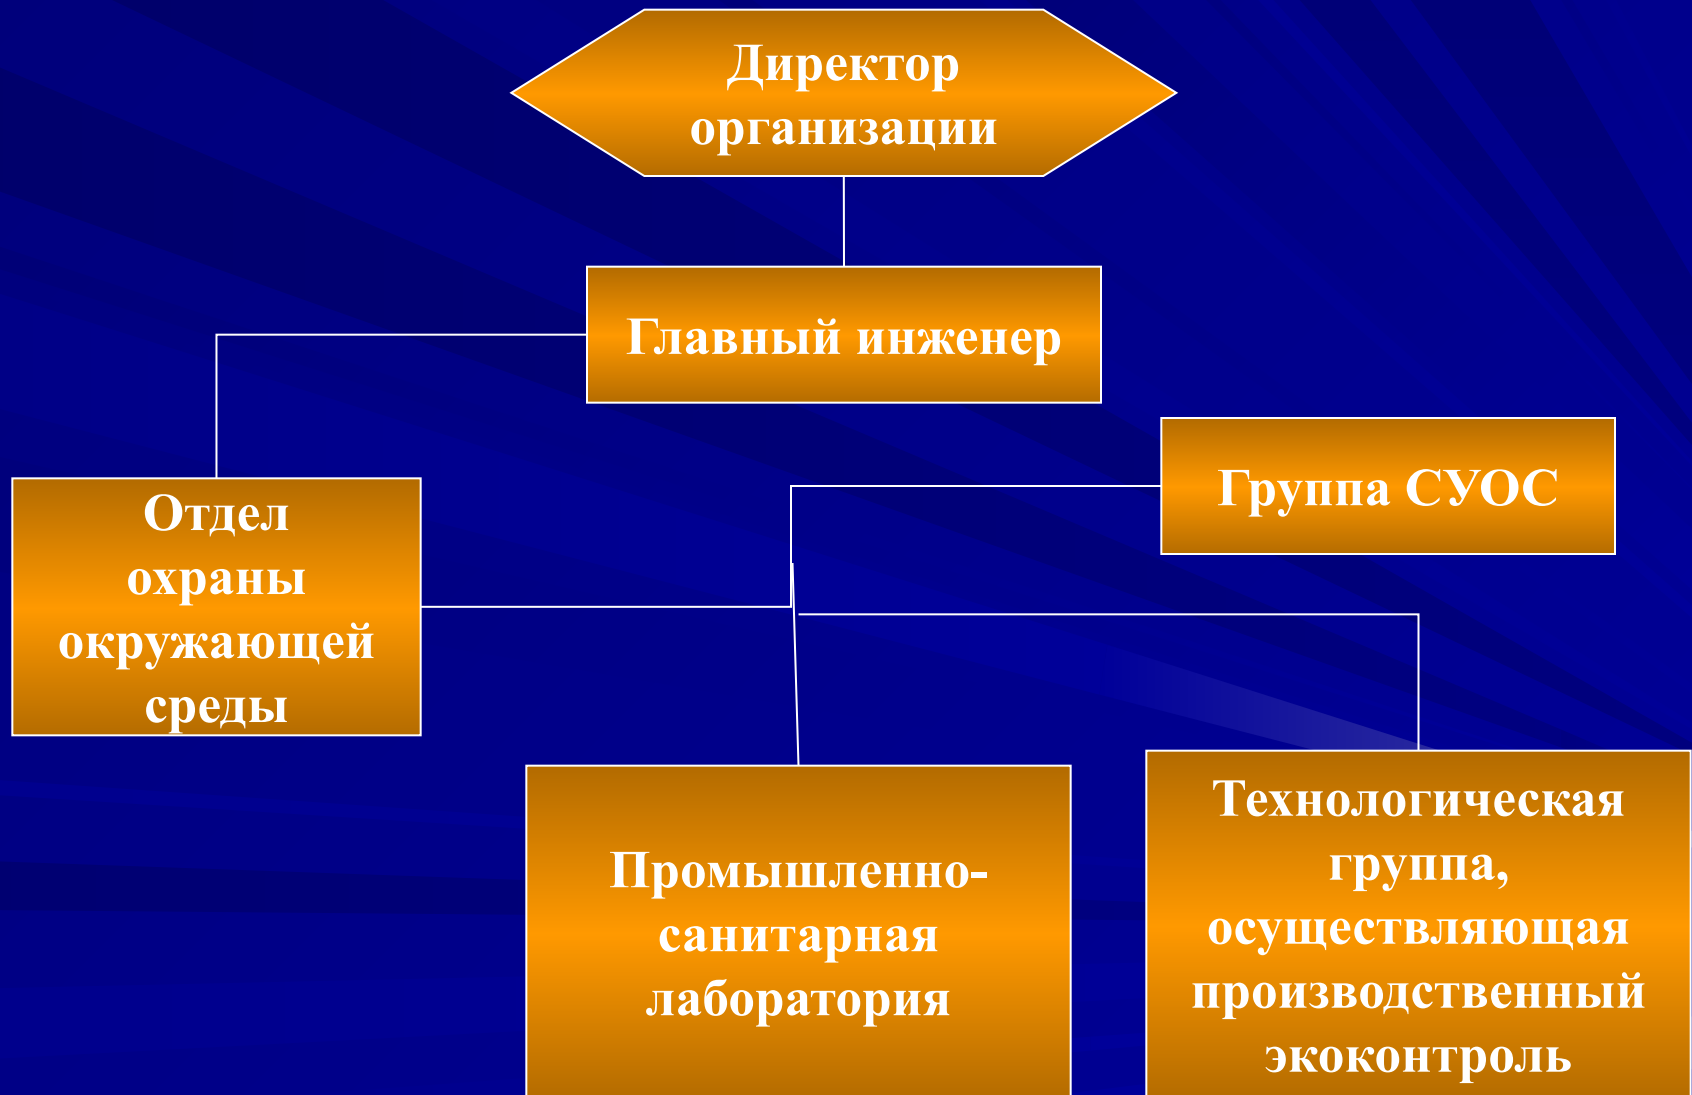 Директор
организации
Главный инженер
Группа СУОС
Отдел
охраны
окружающей
среды
Промышленно-
санитарная
лаборатория
Технологическая
группа,
осуществляющая
производственный
экоконтроль